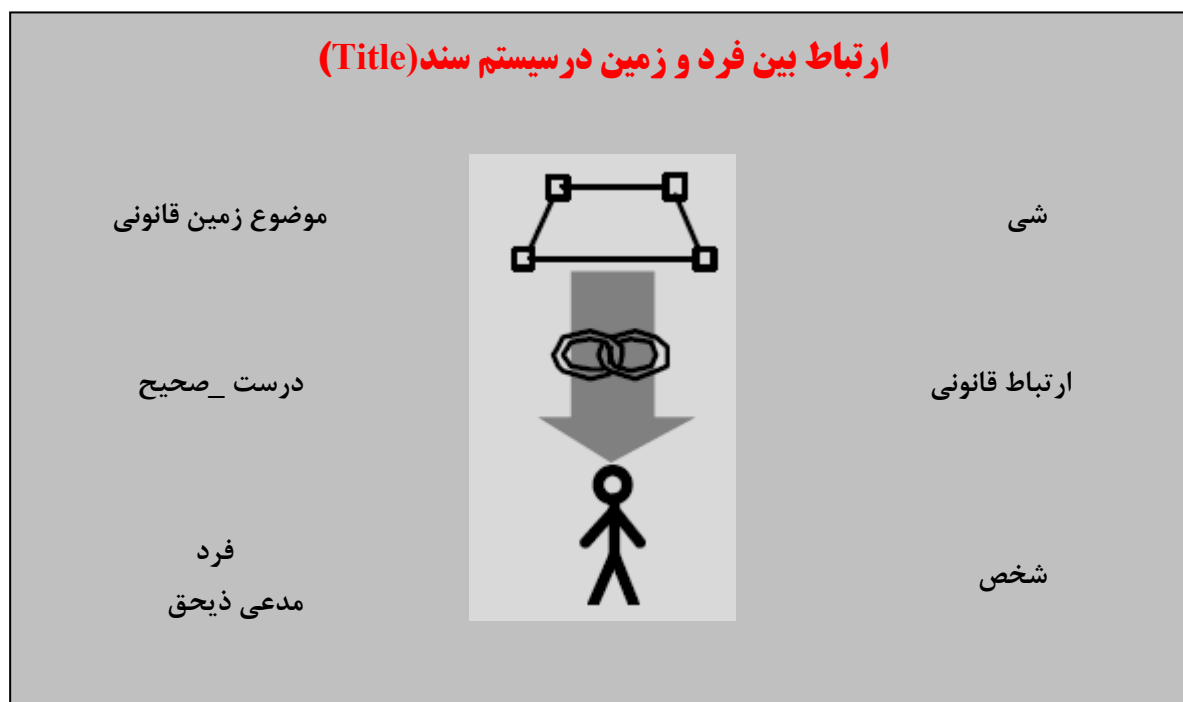 ارتباط بین فرد و زمین درسیستم سند(Title)
شی
موضوع زمین قانونی
ارتباط قانونی
درست _صحیح
شخص
فرد
مدعی ذیحق